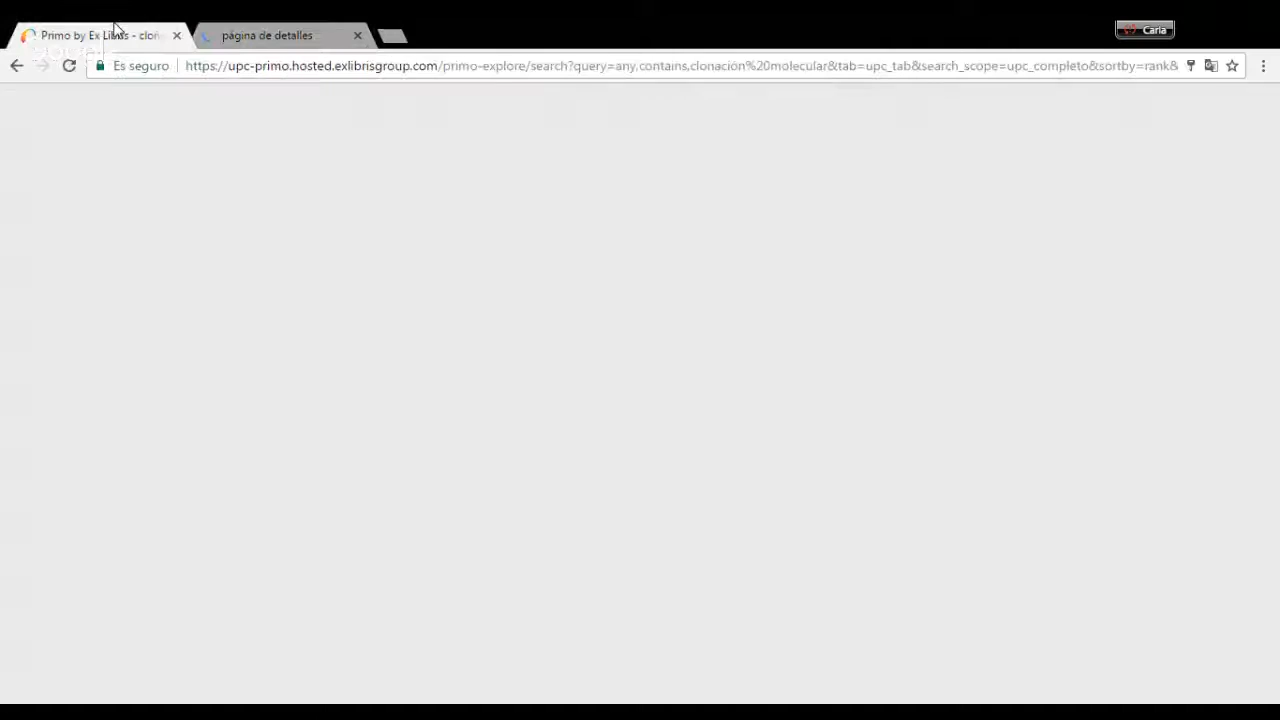 Primo by Ex Libris - clon
página de detalles
Carla
Es seguro
https://upc-primo.hosted.exlibrisgroup.com/primo-explore/search?query=any,contains,clonación%20molecular&tab=upc_tab&search_scope=upc_completo&sortby=rank&